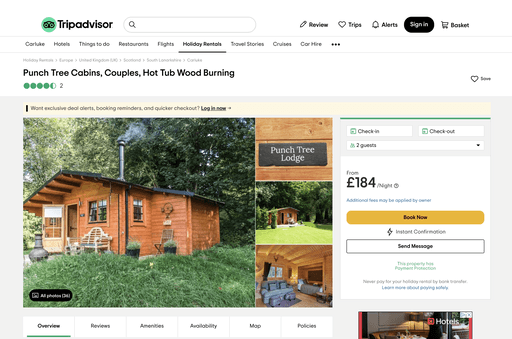 Tripadvisor
Review
Trips
Alerts
Sign in
Basket
Carluke
Hotels
Things to do
Restaurants
Flights
Holiday Rentals
Travel Stories
Cruises
Car Hire
Holiday Rentals > Europe > United Kingdom (UK) > Scotland > South Lanarkshire > Carluke
Punch Tree Cabins, Couples, Hot Tub Wood Burning
2
Save
Want exclusive deal alerts, booking reminders, and quicker checkout? Log in now →
Punch Tree
Lodge
All photos (36)
Check-in
Check-out
2 guests
From
£184 /Night
Additional fees may be applied by owner
Book Now
Instant Confirmation
Send Message
This property has
Payment Protection
Never pay for your holiday rental by bank transfer.
Learn more about paying safely
Overview
Reviews
Amenities
Availability
Map
Policies
Hotels